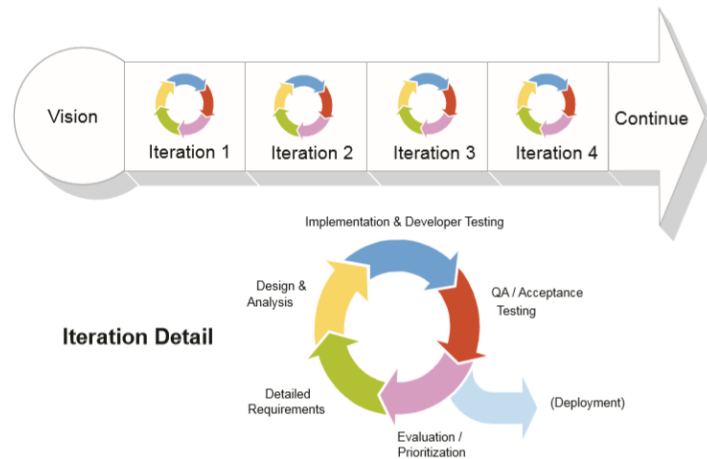 Vision
Iteration 1
Iteration 2
Iteration 3
Iteration 4
Continue
Implementation & Developer Testing
Design &
Analysis
QA / Acceptance
Testing
Iteration Detail
Detailed
Requirements
(Deployment)
Evaluation /
Prioritization